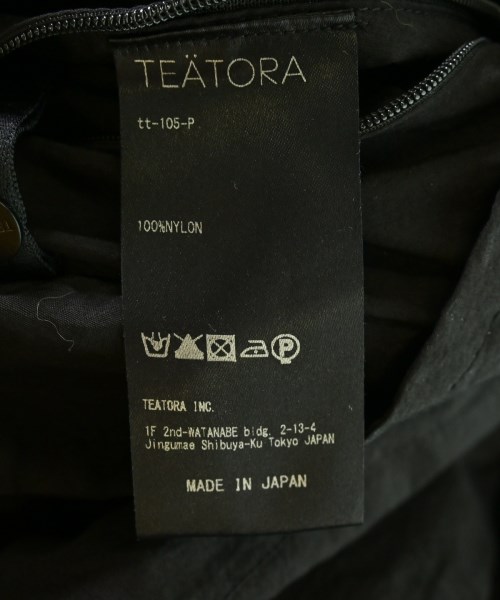 TEÄTORA
tt-105-P
100%NYLON
P
TEATORA INC.
1F 2nd-WATANABE bldg. 2-13-4
Jingumae Shibuya-Ku Tokyo JAPAN
MADE IN JAPAN